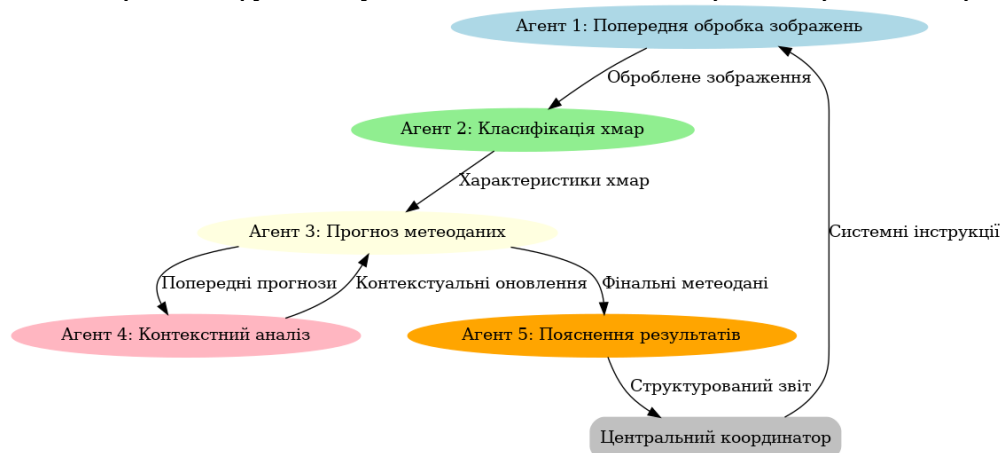 Агент 1: Попередня обробка зображень
Оброблене зображення
Агент 2: Класифікація хмар
Характеристики хмар
Системні інструкції
Агент 3: Прогноз метеоданих
Попередні прогнози
Контекстуальні оновлення
Фінальні метеодані
Агент 4: Контекстний аналіз
Агент 5: Пояснення результатів
Структурований звіт
Центральний координатор